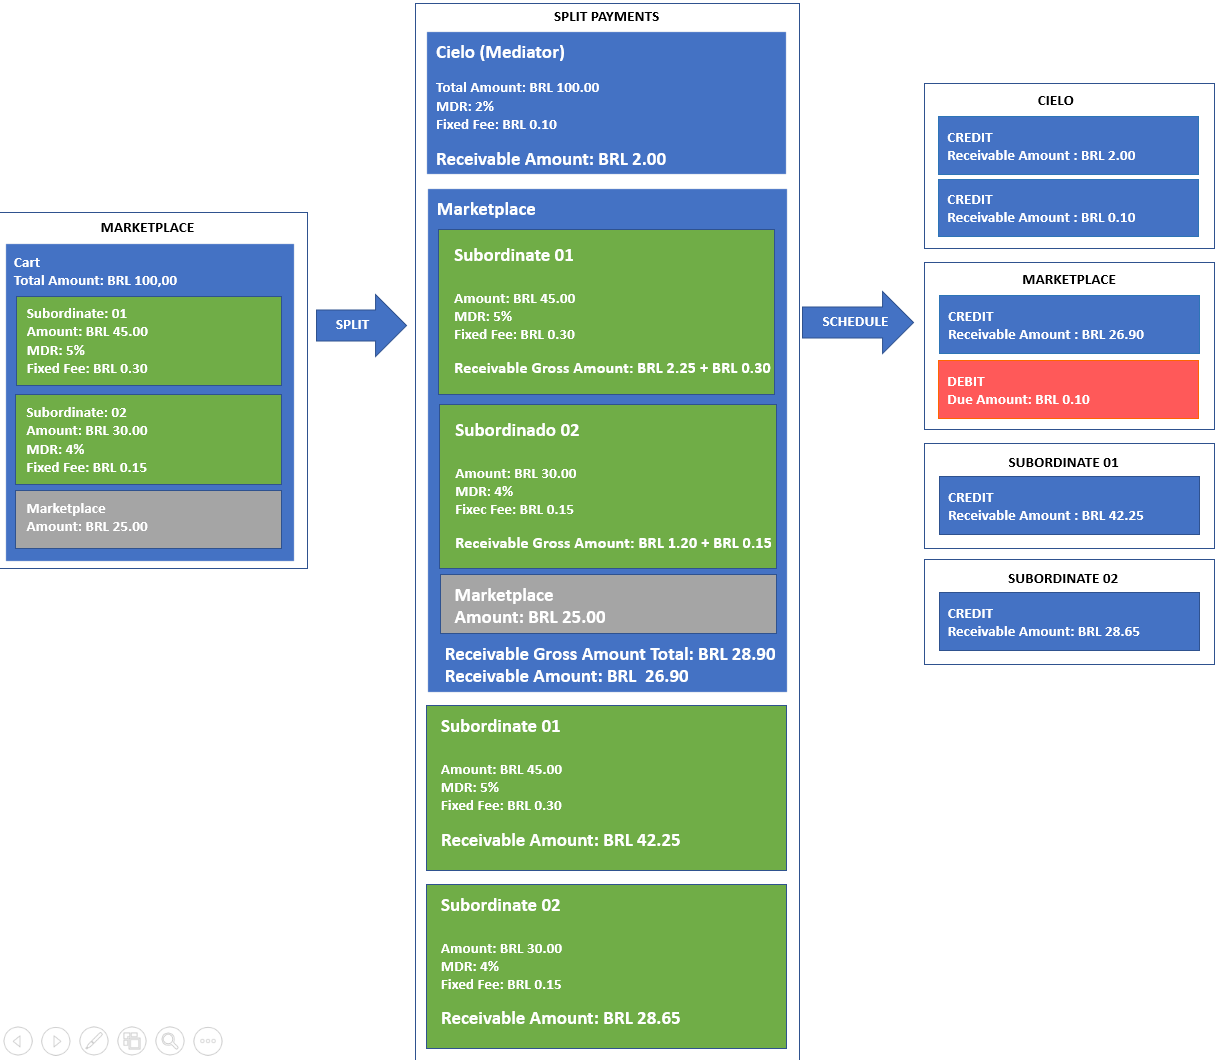 MARKETPLACE
Cart
Total Amount: BRL 100,00
Subordinate: 01
Amount: BRL 45.00
MDR: 5%
Fixed Fee: BRL 0.30
Subordinate: 02
Amount: BRL 30.00
MDR: 4%
Fixed Fee: BRL 0.15
Marketplace
Amount: BRL 25.00
SPLIT
SPLIT PAYMENTS
Cielo (Mediator)
Total Amount: BRL 100.00
MDR: 2%
Fixed Fee: BRL 0.10
Receivable Amount: BRL 2.00
Marketplace
Subordinate 01
Amount: BRL 45.00
MDR: 5%
Fixed Fee: BRL 0.30
Receivable Gross Amount: BRL 2.25 + BRL 0.30
Subordinado 02
Amount: BRL 30.00
MDR: 4%
Fixec Fee: BRL 0.15
Receivable Gross Amount: BRL 1.20 + BRL 0.15
Marketplace
Amount: BRL 25.00
Receivable Gross Amount Total: BRL 28.90
Receivable Amount: BRL 26.90
Subordinate 01
Amount: BRL 45.00
MDR: 5%
Fixed Fee: BRL 0.30
Receivable Amount: BRL 42.25
Subordinate 02
Amount: BRL 30.00
MDR: 4%
Fixed Fee: BRL 0.15
Receivable Amount: BRL 28.65
SCHEDULE
CIELO
CREDIT
Receivable Amount : BRL 2.00
CREDIT
Receivable Amount : BRL 0.10
MARKETPLACE
CREDIT
Receivable Amount : BRL 26.90
DEBIT
Due Amount: BRL 0.10
SUBORDINATE 01
CREDIT
Receivable Amount : BRL 42.25
SUBORDINATE 02
CREDIT
Receivable Amount: BRL 28.65